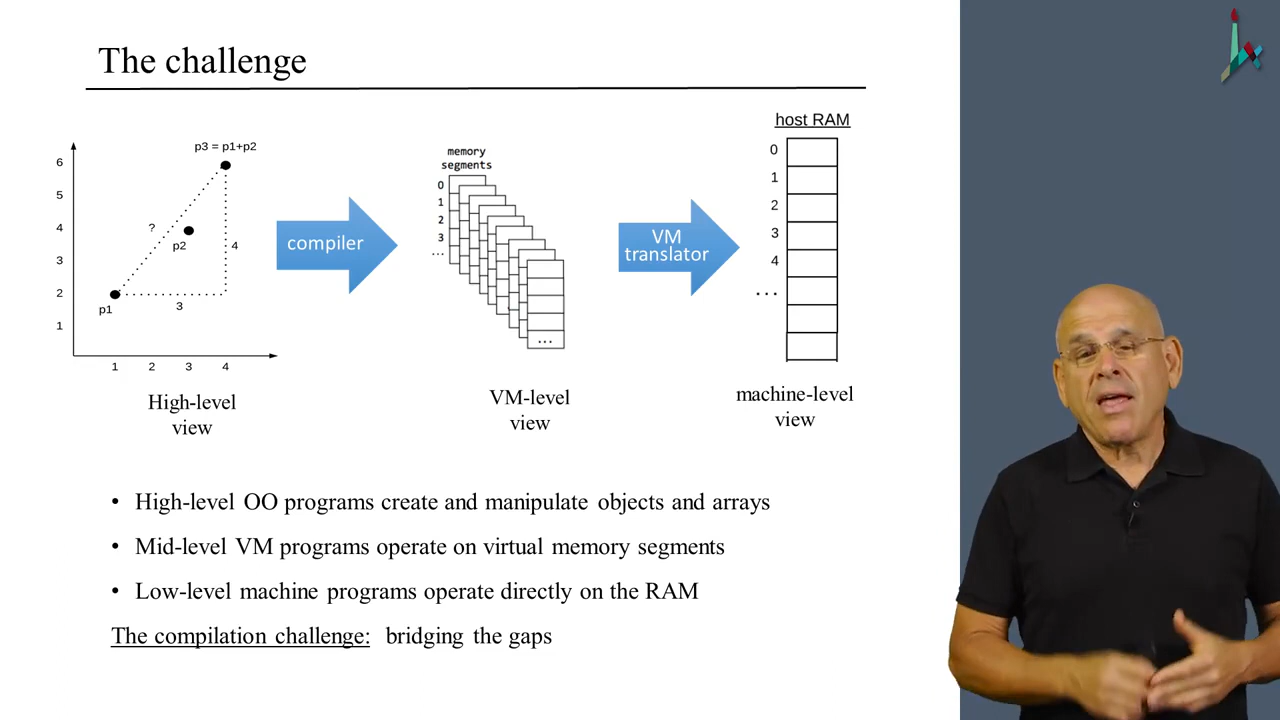 The challenge
p3 = p1+p2
6
5
4
3
2
1
?
p2
4
p1
3
1 2 3 4
High-level
view
compiler
memory
segments
0
1
2
3
...
...
VM-level
view
VM
translator
host RAM
0
1
2
3
4
...
machine-level
view
• High-level OO programs create and manipulate objects and arrays
• Mid-level VM programs operate on virtual memory segments
• Low-level machine programs operate directly on the RAM
The compilation challenge: bridging the gaps